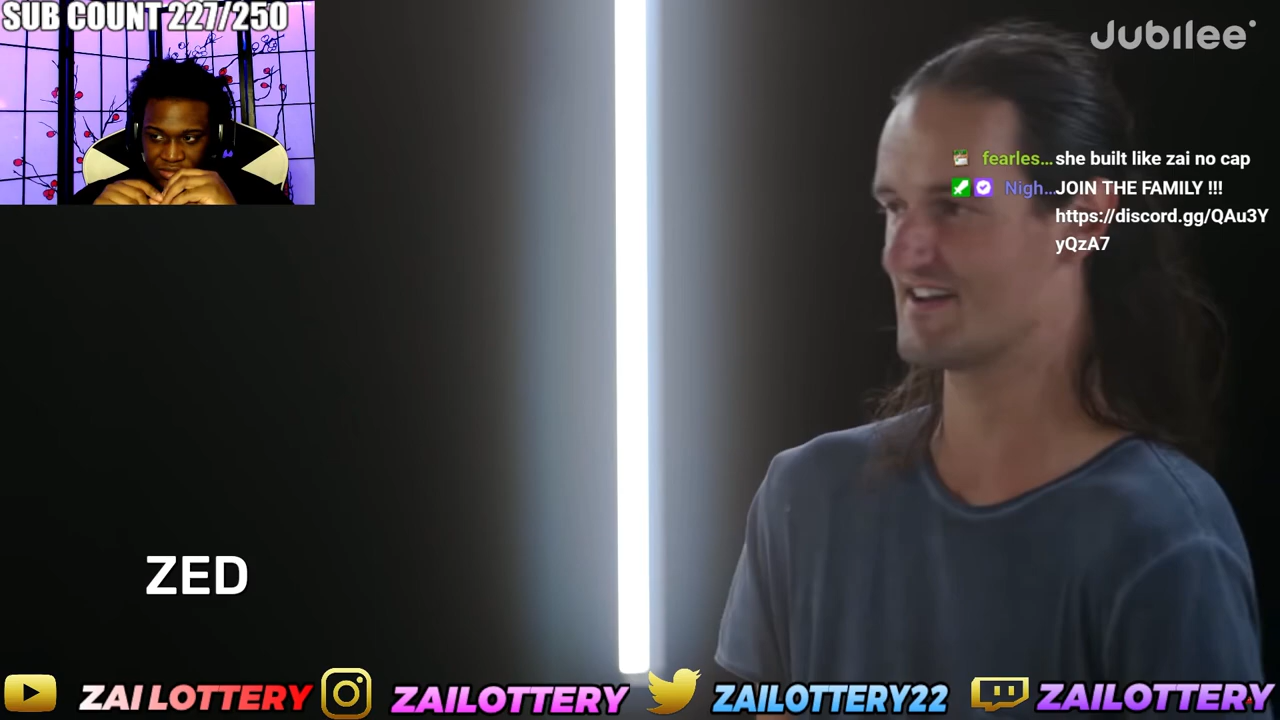 SUB COUNT 227/250
Jubilee
fearles... she built like zai no cap
Nigh... JOIN THE FAMILY !!!
https://discord.gg/QAu3Y
yQzA7
ZED
ZAI LOTTERY ZAILOTTERY ZAILOTTERY22 ZAILOTTERY